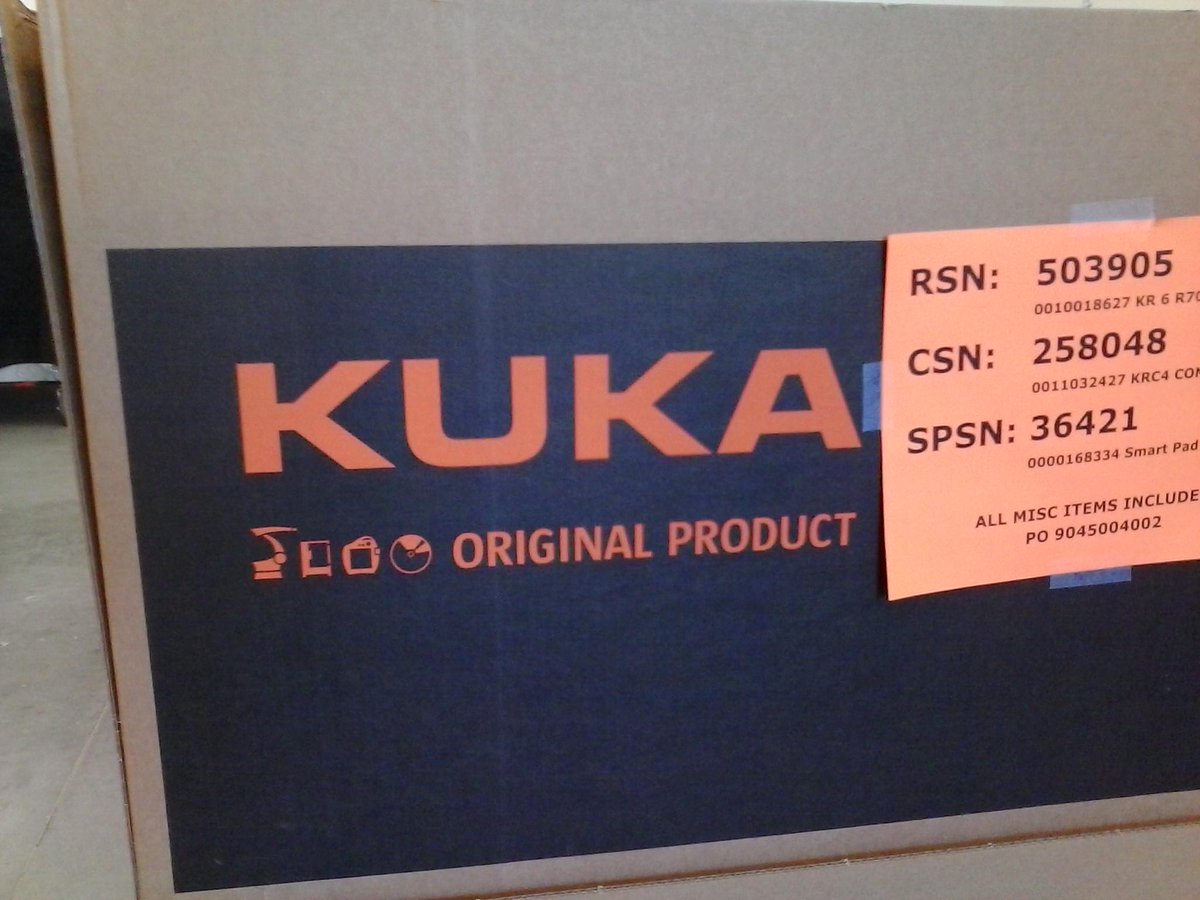 KUKA
ORIGINAL PRODUCT
RSN: 503905
0010018627 KR 6
CSN: 258048
0011032427 KRC4
SPSN: 36421
0000168334 Smart Pad
ALL MISC ITEMS
PO 9045004002